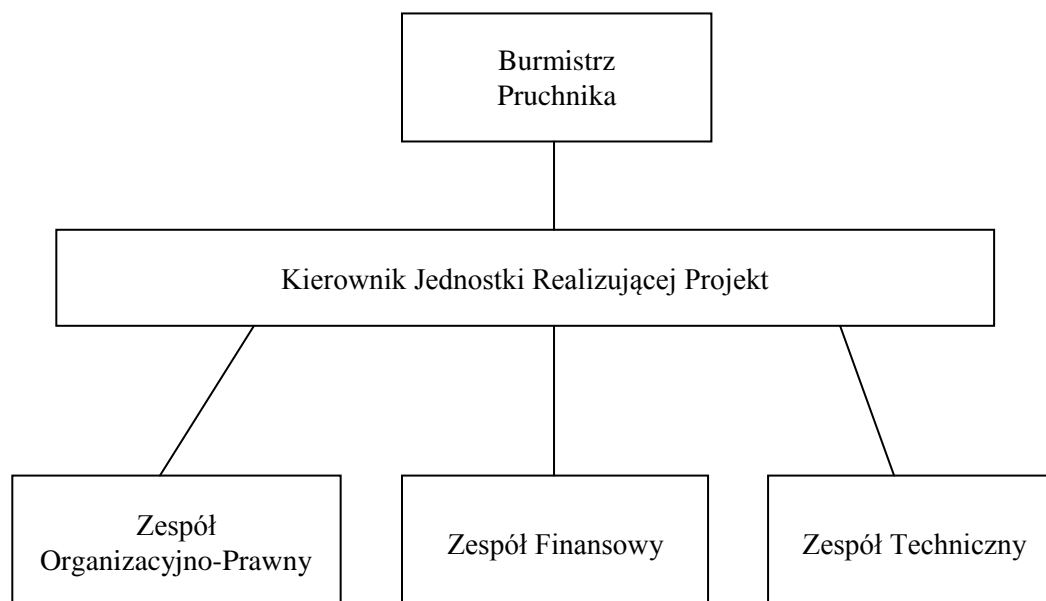 Burmistrz
Pruchnika
Kierownik Jednostki Realizującej Projekt
Zespół
Organizacyjno-Prawny
Zespół Finansowy
Zespół Techniczny